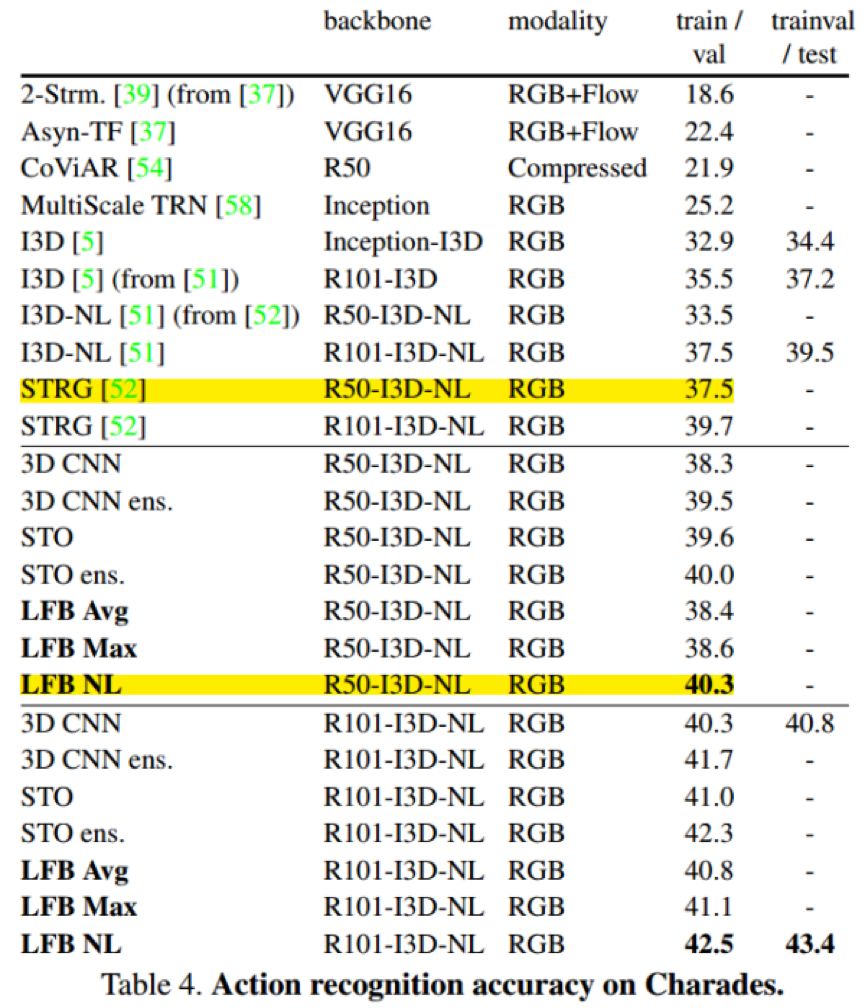 backbone modality train / trainval
val / test
2-Strm. [39] (from [37]) VGG16 RGB+Flow 18.6 -
Asyn-TF [37] VGG16 RGB+Flow 22.4 -
CoViAR [54] R50 Compressed 21.9 -
MultiScale TRN [58] Inception RGB 25.2 -
I3D [5] Inception-I3D RGB 32.9 34.4
I3D [5] (from [51]) R101-I3D RGB 35.5 37.2
I3D-NL [51] (from [52]) R50-I3D-NL RGB 33.5 -
I3D-NL [51] R101-I3D-NL RGB 37.5 39.5
STRG [52] R50-I3D-NL RGB 37.5 -
STRG [52] R101-I3D-NL RGB 39.7 -
3D CNN R50-I3D-NL RGB 38.3 -
3D CNN ens. R50-I3D-NL RGB 39.5 -
STO R50-I3D-NL RGB 39.6 -
STO ens. R50-I3D-NL RGB 40.0 -
LFB Avg R50-I3D-NL RGB 38.4 -
LFB Max R50-I3D-NL RGB 38.6 -
LFB NL R50-I3D-NL RGB 40.3 -
3D CNN R101-I3D-NL RGB 40.3 40.8
3D CNN ens. R101-I3D-NL RGB 41.7 -
STO R101-I3D-NL RGB 41.0 -
STO ens. R101-I3D-NL RGB 42.3 -
LFB Avg R101-I3D-NL RGB 40.8 -
LFB Max R101-I3D-NL RGB 41.1 -
LFB NL R101-I3D-NL RGB 42.5 43.4
Table 4. Action recognition accuracy on Charades.